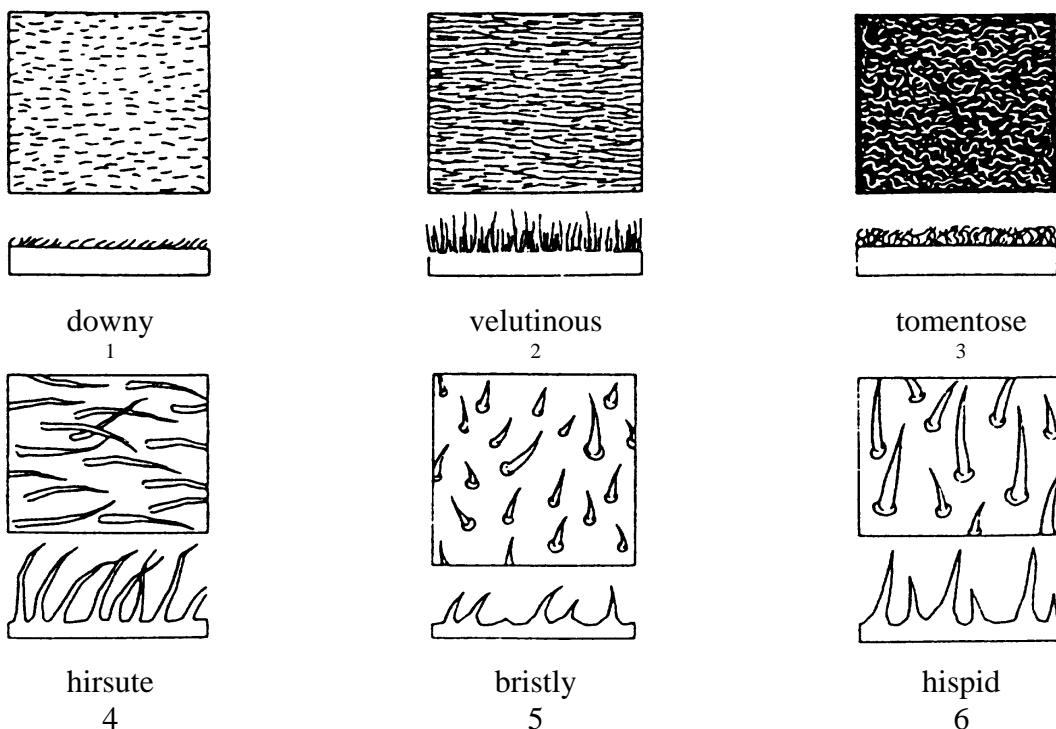 downy
1
velutinous
2
tomentose
3
hirsute
4
bristly
5
hispid
6